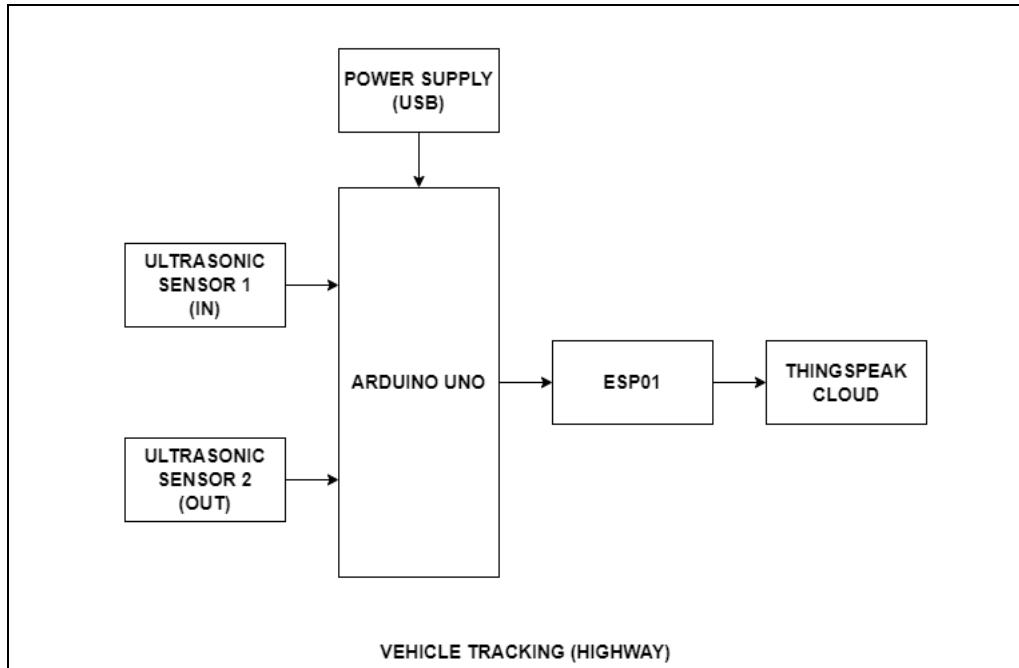 POWER SUPPLY
(USB)
ULTRASONIC
SENSOR 1
(IN)
ARDUINO UNO
ESP01
THINGSPEAK
CLOUD
ULTRASONIC
SENSOR 2
(OUT)
VEHICLE TRACKING (HIGHWAY)